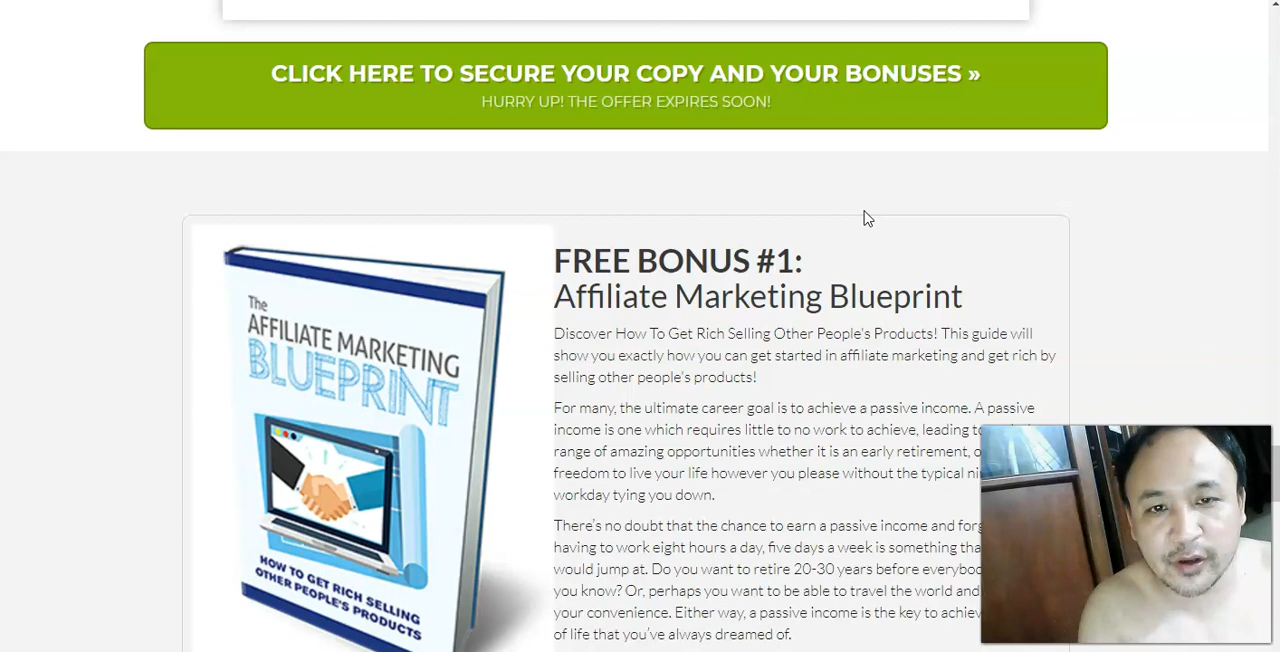 CLICK HERE TO SECURE YOUR COPY AND YOUR BONUSES »
HURRY UP! THE OFFER EXPIRES SOON!
The
AFFILIATE MARKETING
BLUEPRINT
HOW TO GET RICH SELLING
OTHER PEOPLE'S PRODUCTS
FREE BONUS #1:
Affiliate Marketing Blueprint
Discover How To Get Rich Selling Other People's Products! This guide will
show you exactly how you can get started in affiliate marketing and get rich by
selling other people's products!
For many, the ultimate career goal is to achieve a passive income. A passive
income is one which requires little to no work to achieve, leading to
range of amazing opportunities whether it is an early retirement,
freedom to live your life however you please without the typical
workday tying you down.
There's no doubt that the chance to earn a passive income and
having to work eight hours a day, five days a week is something
would jump at. Do you want to retire 20-30 years before
you know? Or, perhaps you want to be able to travel the world and
your convenience. Either way, a passive income is the key to
of life that you've always dreamed of.